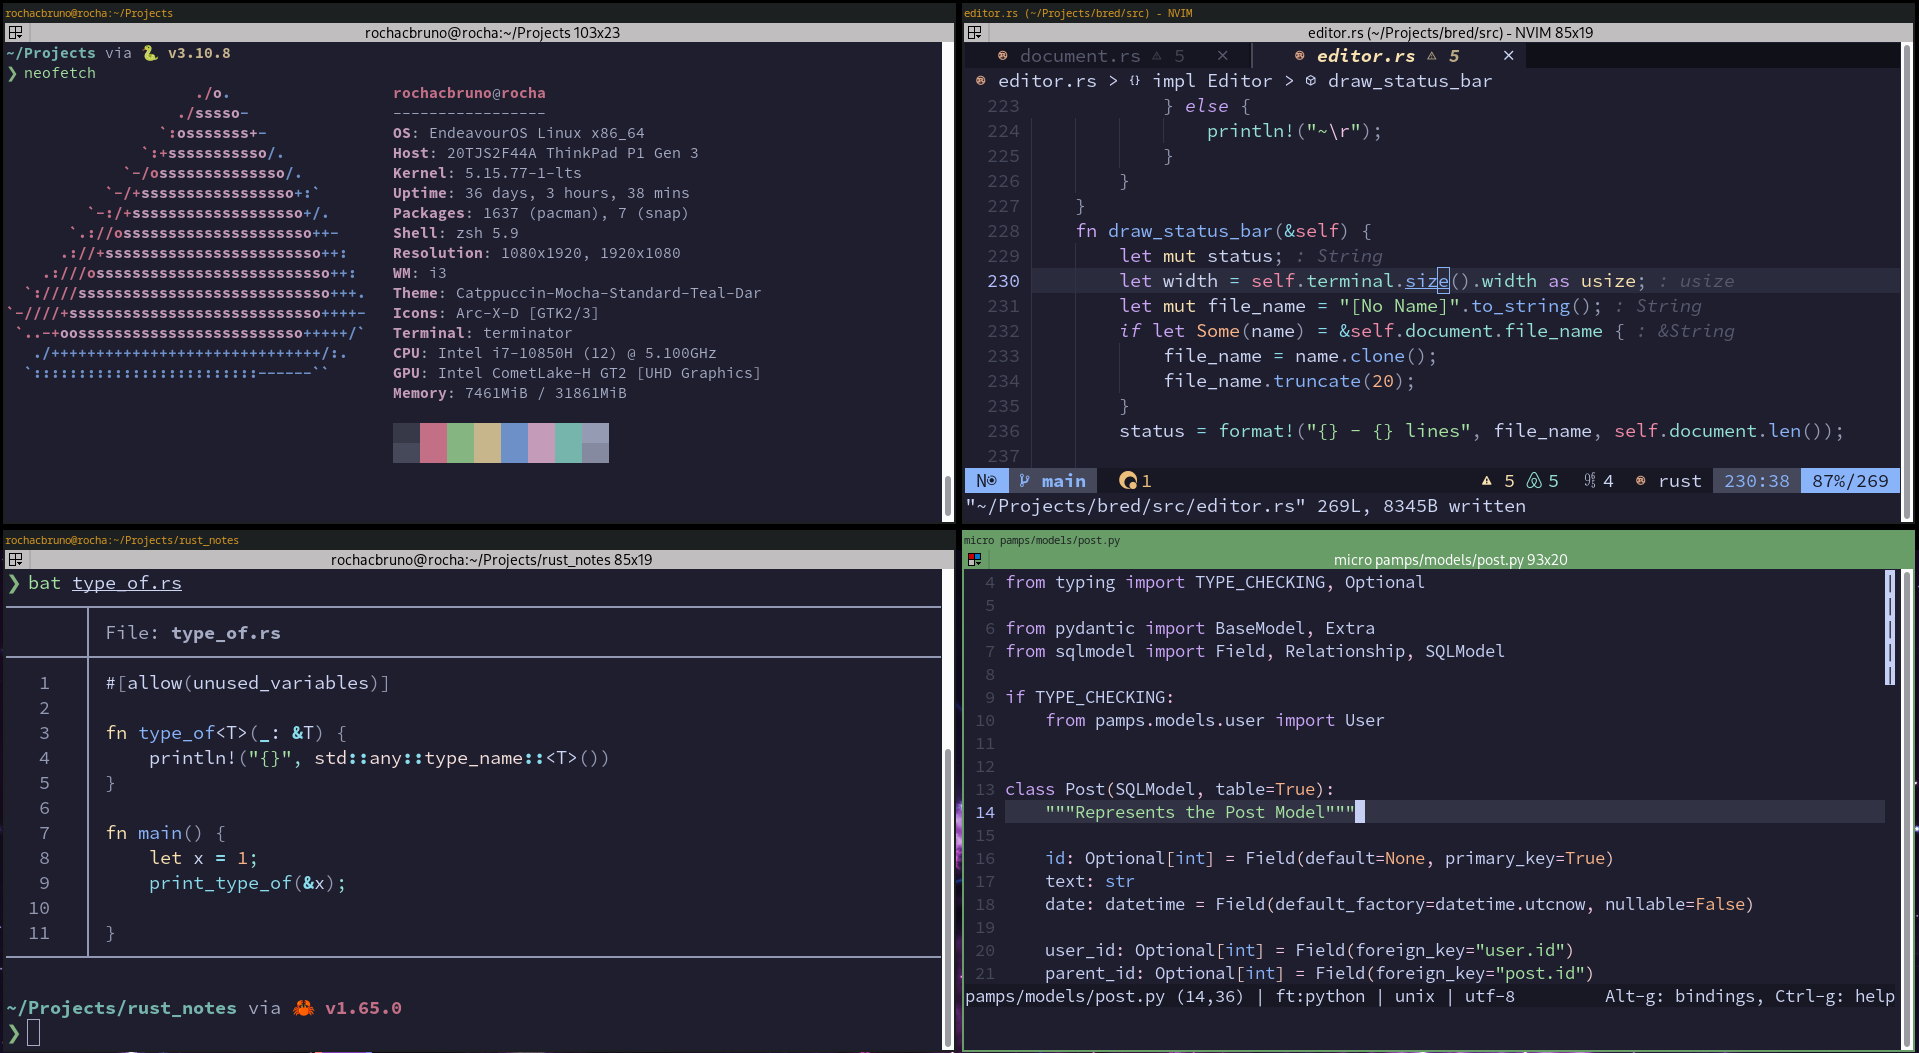 rochacbruno@rocha:~/Projects
rochacbruno@rocha:~/Projects 103x23
~/Projects via 🐍 v3.10.8
❯ neofetch
./o.
./sssso-
`:osssssss+-
`:+sssssssssso/.
`-/ossssssssssssso/.
`-/+sssssssssssssssso+:`
`-:/+sssssssssssssssssso+/.
`.://osssssssssssssssssssso++-
.://+ssssssssssssssssssssssso++:
.:///ossssssssssssssssssssssssso++:
`:////ssssssssssssssssssssssssssso+++.
`-////+ssssssssssssssssssssssssssso++++-
`..-+oosssssssssssssssssssssssso+++++/`
./++++++++++++++++++++++++++++++/:.
`:::::::::::::::::::::::::------``
rochacbruno@rocha
-----------------
OS: EndeavourOS Linux x86_64
Host: 20TJS2F44A ThinkPad P1 Gen 3
Kernel: 5.15.77-1-lts
Uptime: 36 days, 3 hours, 38 mins
Packages: 1637 (pacman), 7 (snap)
Shell: zsh 5.9
Resolution: 1080x1920, 1920x1080
WM: i3
Theme: Catppuccin-Mocha-Standard-Teal-Dar
Icons: Arc-X-D [GTK2/3]
Terminal: terminator
CPU: Intel i7-10850H (12) @ 5.100GHz
GPU: Intel CometLake-H GT2 [UHD Graphics]
Memory: 7461MiB / 31861MiB
editor.rs (~/Projects/bred/src) - NVIM
editor.rs (~/Projects/bred/src) - NVIM 85x19
document.rs ⚠ 5 × editor.rs ⚠ 5 ×
editor.rs > {} impl Editor > draw_status_bar
223 } else {
224 println!("~\r");
225 }
226 }
227 }
228 fn draw_status_bar(&self) {
229 let mut status; : String
230 let width = self.terminal.size().width as usize; : usize
231 let mut file_name = "[No Name]".to_string(); : String
232 if let Some(name) = &self.document.file_name { : &String
233 file_name = name.clone();
234 file_name.truncate(20);
235 }
236 status = format!("{} - {} lines", file_name, self.document.len());
237
N main 1 ⚠ 5 5 4 rust 230:38 87%/269
"~/Projects/bred/src/editor.rs" 269L, 8345B written
rochacbruno@rocha:~/Projects/rust_notes
rochacbruno@rocha:~/Projects/rust_notes 85x19
❯ bat type_of.rs
File: type_of.rs
1 #[allow(unused_variables)]
2
3 fn type_of<T>(_: &T) {
4 println!("{}", std::any::type_name::<T>())
5 }
6
7 fn main() {
8 let x = 1;
9 print_type_of(&x);
10
11 }
~/Projects/rust_notes via 🦀 v1.65.0
❯
micro pamps/models/post.py
micro pamps/models/post.py 93x20
4 from typing import TYPE_CHECKING, Optional
5
6 from pydantic import BaseModel, Extra
7 from sqlmodel import Field, Relationship, SQLModel
8
9 if TYPE_CHECKING:
10 from pamps.models.user import User
11
12
13 class Post(SQLModel, table=True):
14 """Represents the Post Model"""
15
16 id: Optional[int] = Field(default=None, primary_key=True)
17 text: str
18 date: datetime = Field(default_factory=datetime.utcnow, nullable=False)
19
20 user_id: Optional[int] = Field(foreign_key="user.id")
21 parent_id: Optional[int] = Field(foreign_key="post.id")
pamps/models/post.py (14,36) | ft:python | unix | utf-8 Alt-g: bindings, Ctrl-g: help